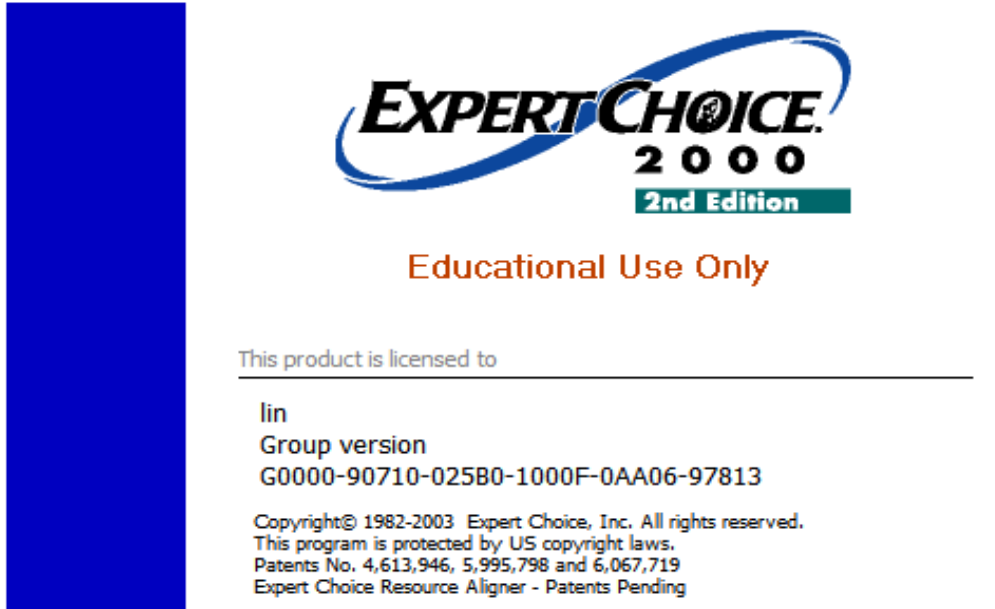 EXPERT CHOICE.
2000
2nd Edition
Educational Use Only
This product is licensed to
lin
Group version
G0000-90710-025B0-1000F-0AA06-97813
Copyright© 1982-2003 Expert Choice, Inc. All rights reserved.
This program is protected by US copyright laws.
Patents No. 4,613,946, 5,995,798 and 6,067,719
Expert Choice Resource Aligner - Patents Pending